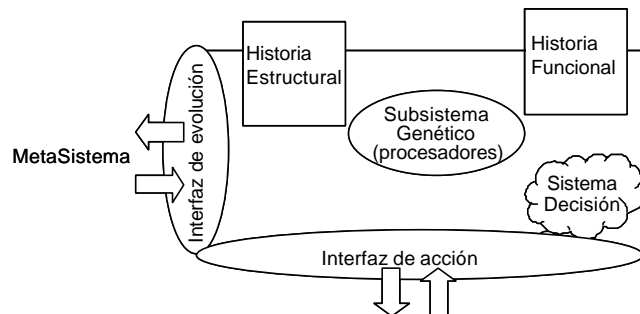 Historia
Estructural
Historia
Funcional
Interfaz de evolución
Subsistema
Genético
(procesadores)
MetaSistema
Sistema
Decisión
Interfaz de acción